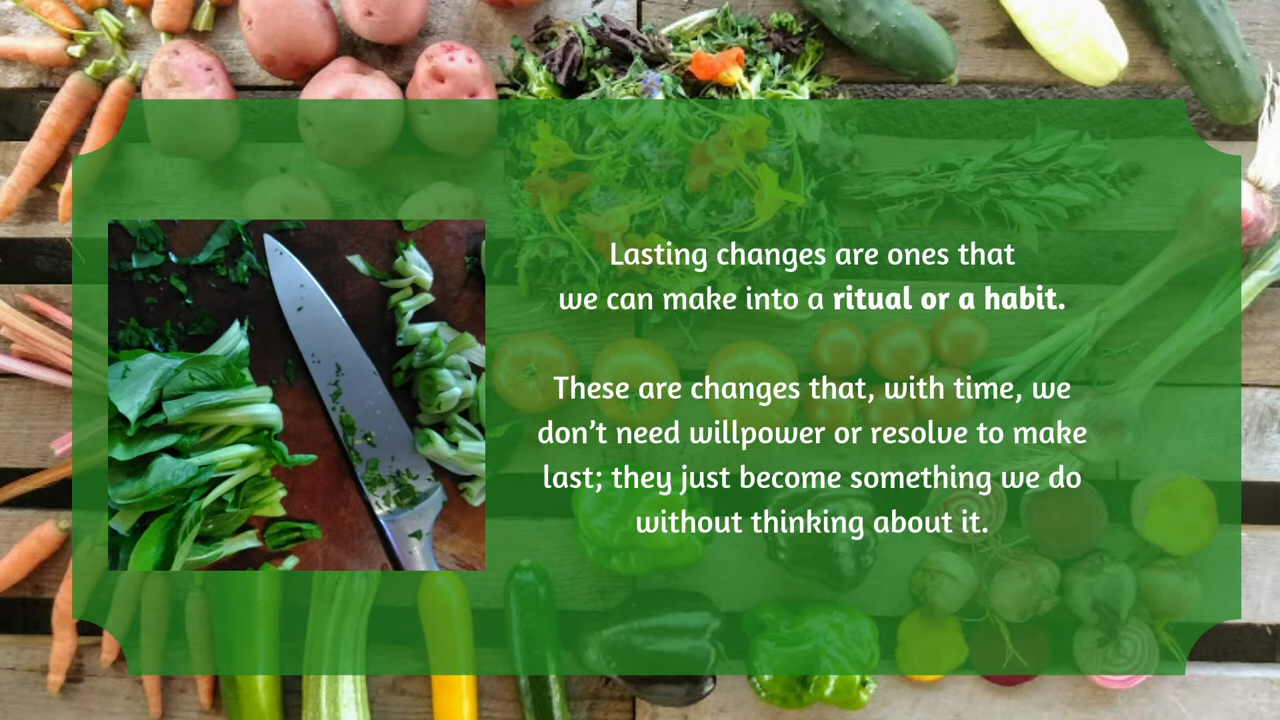 Lasting changes are ones that
we can make into a ritual or a habit.
These are changes that, with time, we
don’t need willpower or resolve to make
last; they just become something we do
without thinking about it.